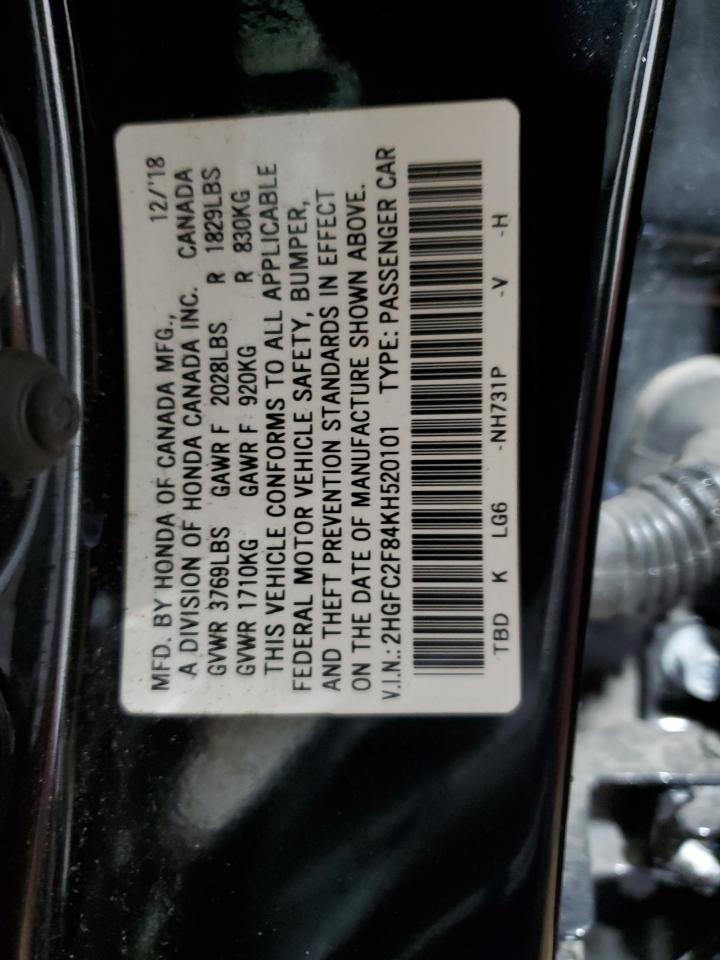 12/'18
MFD. BY HONDA OF CANADA MFG.,
A DIVISION OF HONDA CANADA INC. CANADA
GVWR 3769LBS GAWR F 2028LBS R 1829LBS
GVWR 1710KG GAWR F 920KG R 830KG
THIS VEHICLE CONFORMS TO ALL APPLICABLE
FEDERAL MOTOR VEHICLE SAFETY, BUMPER,
AND THEFT PREVENTION STANDARDS IN EFFECT
ON THE DATE OF MANUFACTURE SHOWN ABOVE.
V.I.N.: 2HGFC2F84KH520101 TYPE: PASSENGER CAR
TBD K LG6 -NH731P -V -H